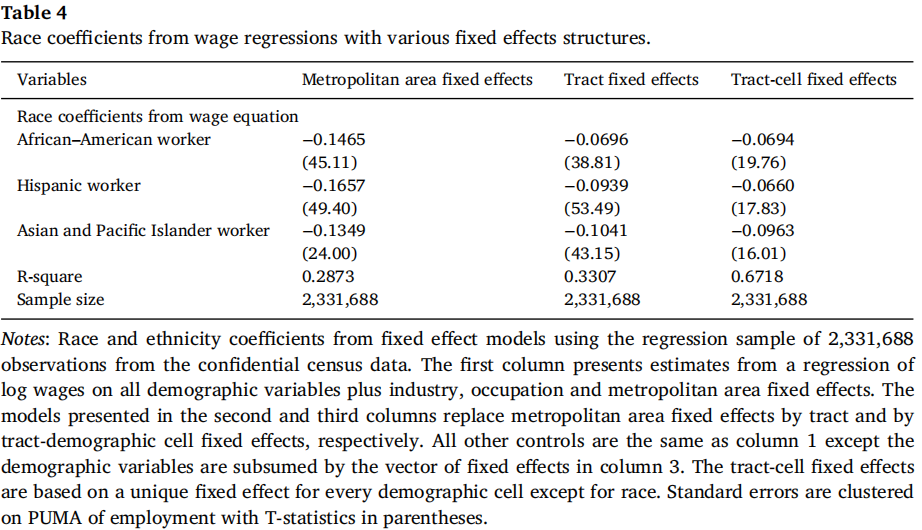 Table 4
Race coefficients from wage regressions with various fixed effects structures.
Variables Metropolitan area fixed effects Tract fixed effects Tract-cell fixed effects
Race coefficients from wage equation
African–American worker −0.1465 −0.0696 −0.0694
(45.11) (38.81) (19.76)
Hispanic worker −0.1657 −0.0939 −0.0660
(49.40) (53.49) (17.83)
Asian and Pacific Islander worker −0.1349 −0.1041 −0.0963
(24.00) (43.15) (16.01)
R-square 0.2873 0.3307 0.6718
Sample size 2,331,688 2,331,688 2,331,688
Notes: Race and ethnicity coefficients from fixed effect models using the regression sample of 2,331,688
observations from the confidential census data. The first column presents estimates from a regression of
log wages on all demographic variables plus industry, occupation and metropolitan area fixed effects. The
models presented in the second and third columns replace metropolitan area fixed effects by tract and by
tract-demographic cell fixed effects, respectively. All other controls are the same as column 1 except the
demographic variables are subsumed by the vector of fixed effects in column 3. The tract-cell fixed effects
are based on a unique fixed effect for every demographic cell except for race. Standard errors are clustered
on PUMA of employment with T-statistics in parentheses.